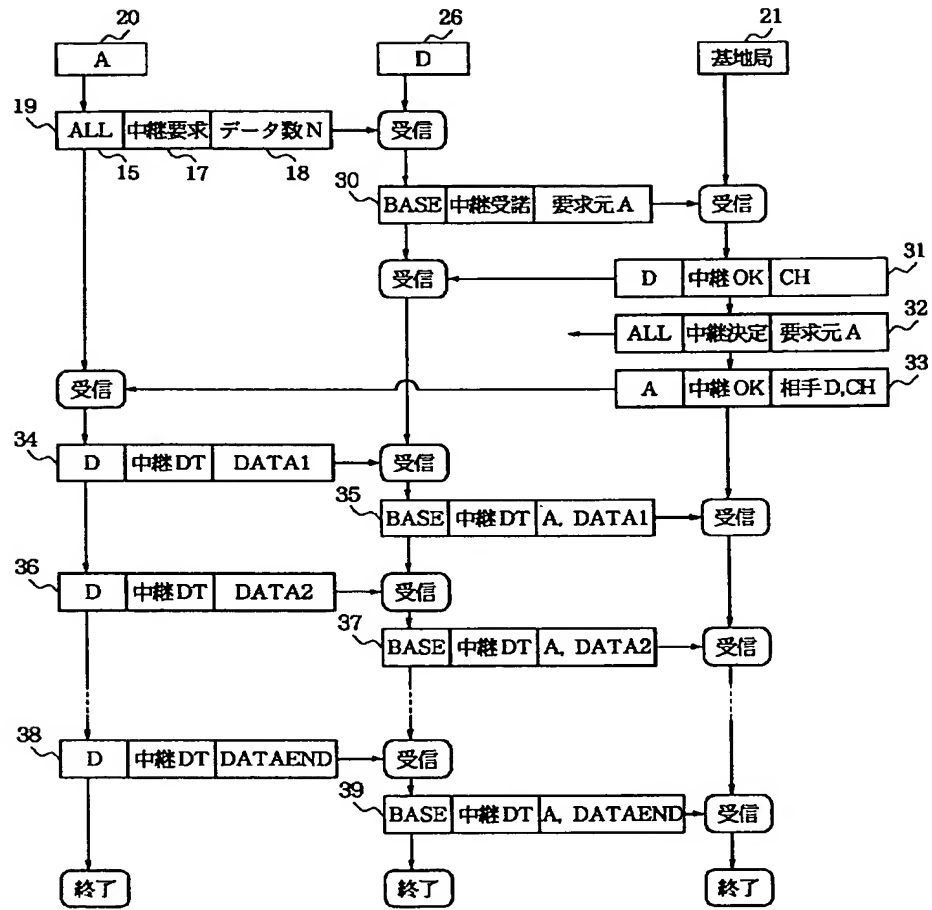 20 26 21
A D 基地局
19 ALL 中継要求 データ数N 受信
15 17 18
30 BASE 中継受諾 要求元A 受信
受信 D 中継OK CH 31
ALL 中継決定 要求元A 32
受信 A 中継OK 相手D,CH 33
34 D 中継DT DATA1 受信
35 BASE 中継DT A, DATA1 受信
36 D 中継DT DATA2 受信
37 BASE 中継DT A, DATA2 受信
38 D 中継DT DATAEND 受信
39 BASE 中継DT A, DATAEND 受信
終了 終了 終了